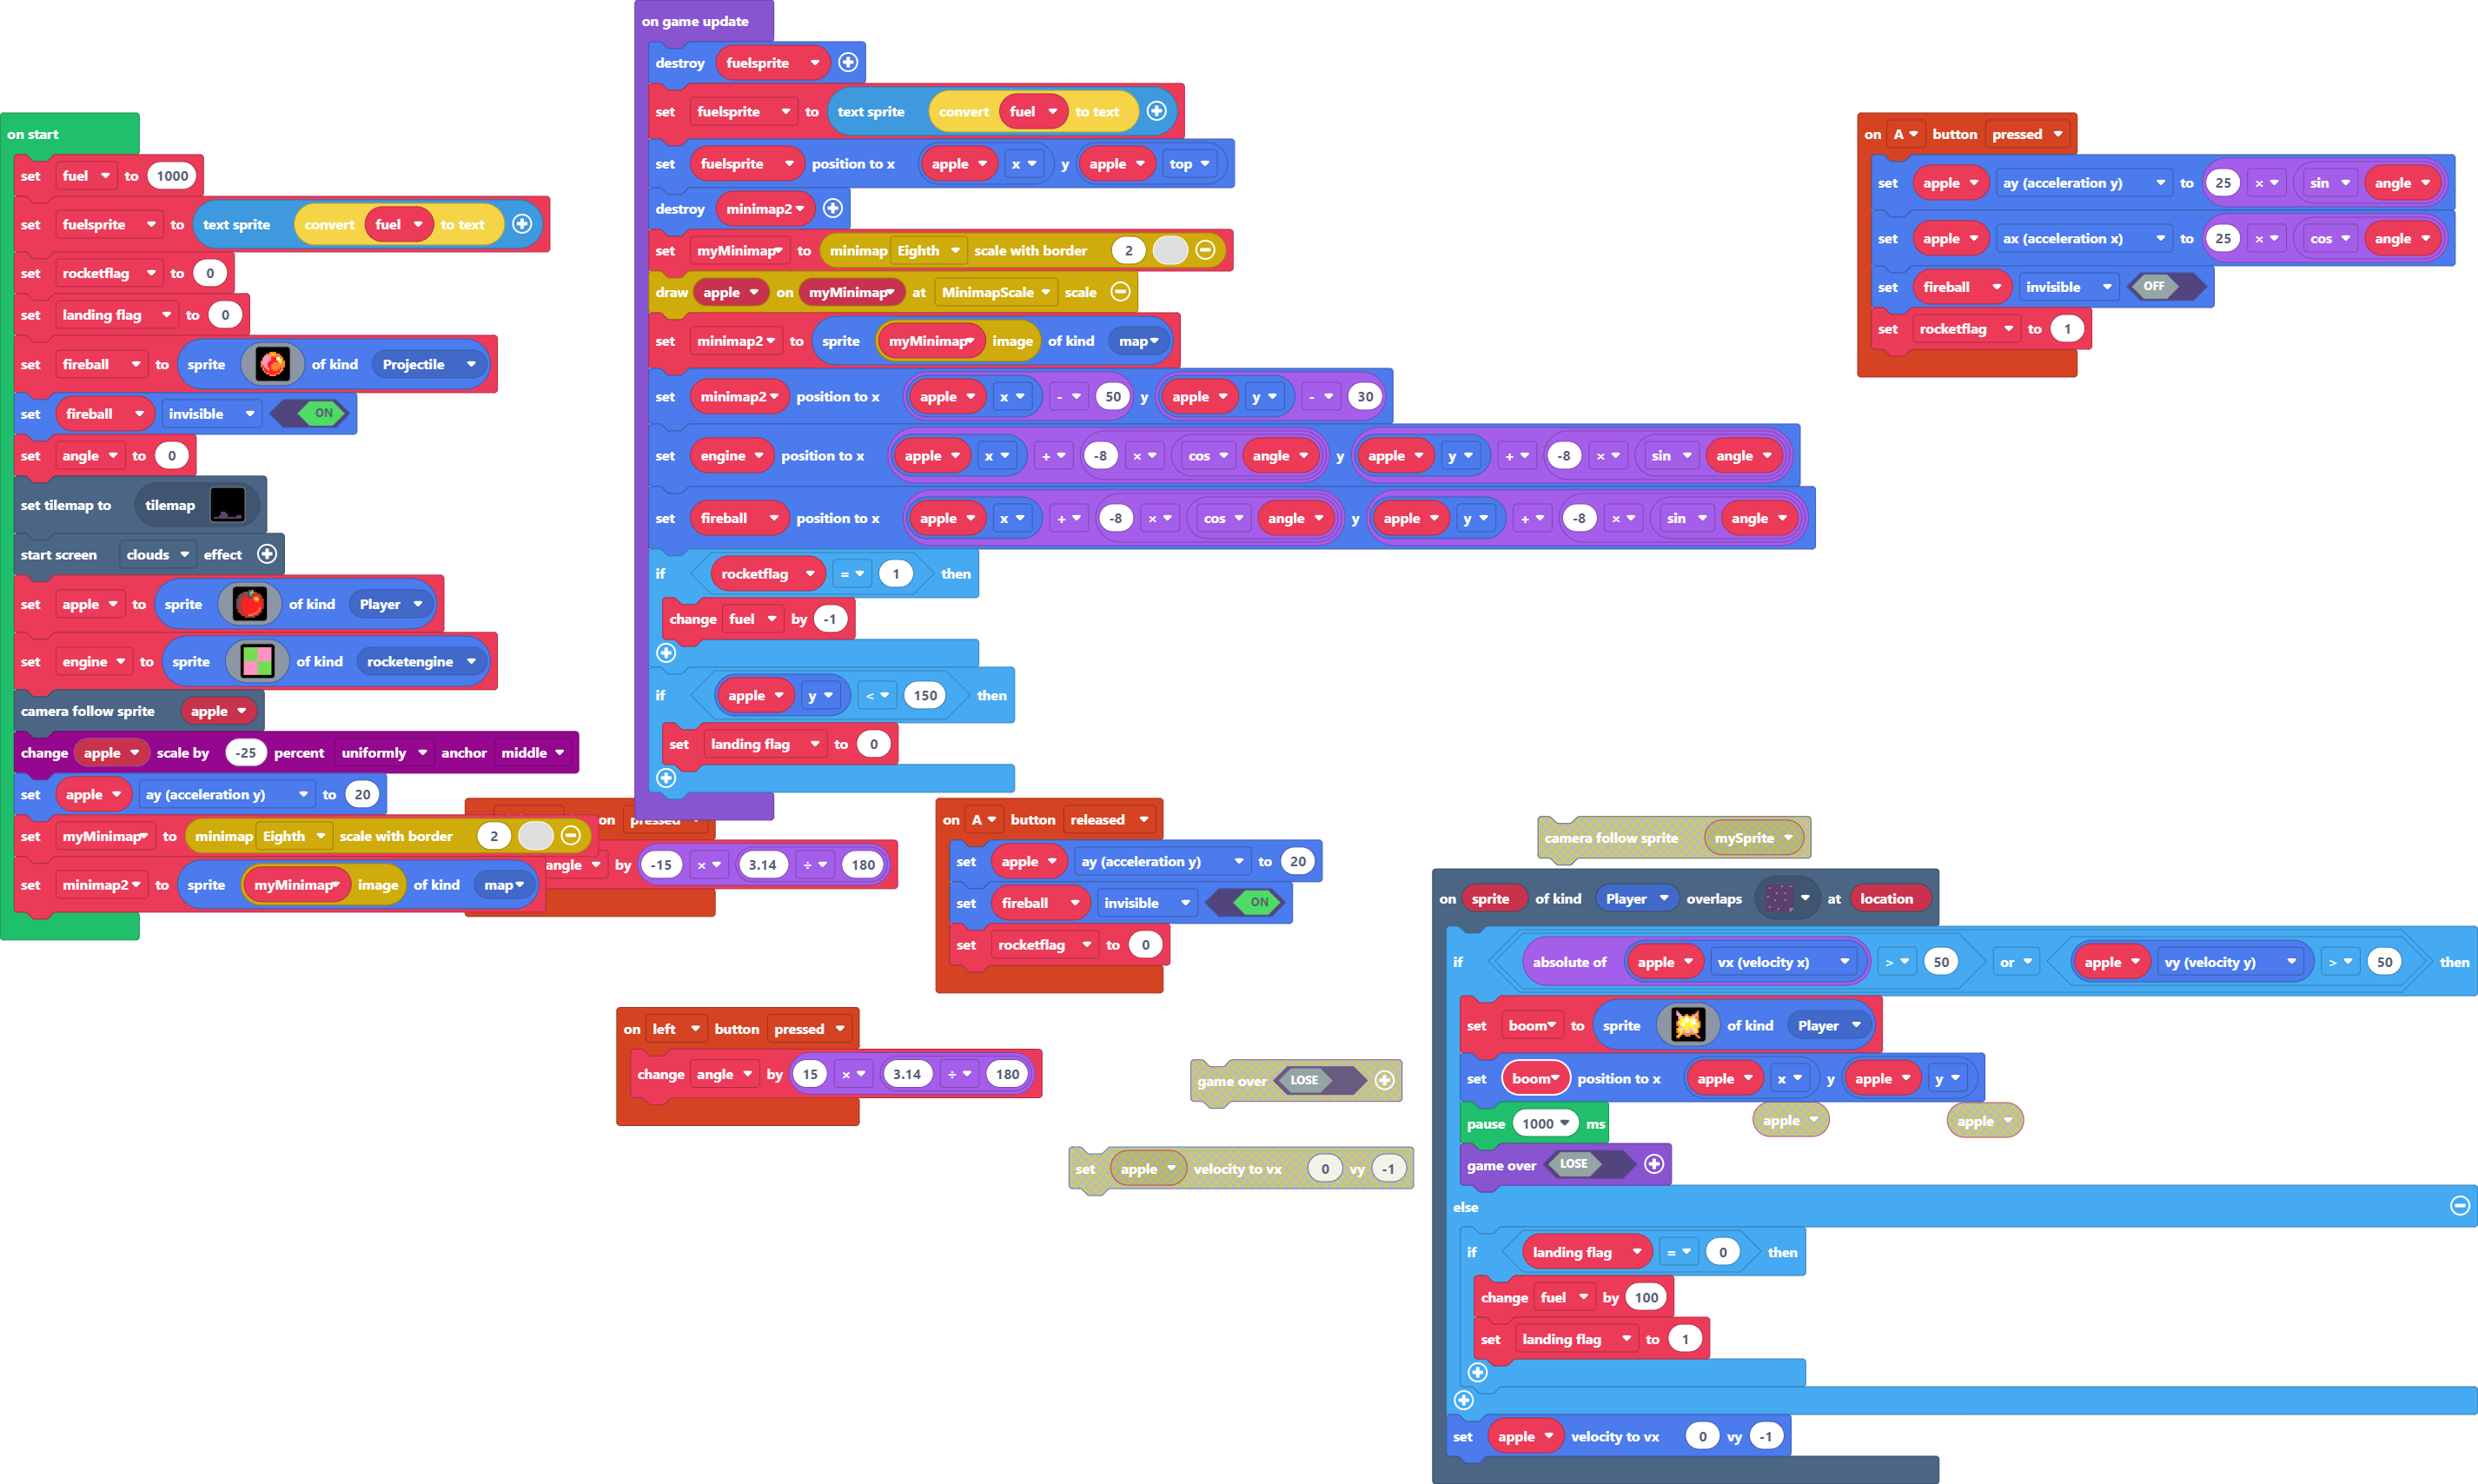 on start
set fuel to 1000
set fuelsprite to text sprite convert fuel to text
set rocketflag to 0
set landing flag to 0
set fireball to sprite of kind Projectile
set fireball invisible ON
set angle to 0
set tilemap to tilemap
start screen clouds effect
set apple to sprite of kind Player
set engine to sprite of kind rocketengine
camera follow sprite apple
change apple scale by -25 percent uniformly anchor middle
set apple ay (acceleration y) to 20
set myMinimap to minimap Eighth scale with border 2
set minimap2 to sprite myMinimap image of kind map
on pressed
angle by -15 × 3.14 ÷ 180
on game update
destroy fuelsprite
set fuelsprite to text sprite convert fuel to text
set fuelsprite position to x apple x y apple top
destroy minimap2
set myMinimap to minimap Eighth scale with border 2
draw apple on myMinimap at MinimapScale scale
set minimap2 to sprite myMinimap image of kind map
set minimap2 position to x apple x - 50 y apple y - 30
set engine position to x apple x + -8 × cos angle y apple y + -8 × sin angle
set fireball position to x apple x + -8 × cos angle y apple y + -8 × sin angle
if rocketflag = 1 then
change fuel by -1
if apple y < 150 then
set landing flag to 0
on A button pressed
set apple ay (acceleration y) to 25 × sin angle
set apple ax (acceleration x) to 25 × cos angle
set fireball invisible OFF
set rocketflag to 1
on A button released
set apple ay (acceleration y) to 20
set fireball invisible ON
set rocketflag to 0
on left button pressed
change angle by 15 × 3.14 ÷ 180
game over LOSE
set apple velocity to vx 0 vy -1
camera follow sprite mySprite
on sprite of kind Player overlaps at location
if absolute of apple vx (velocity x) > 50 or apple vy (velocity y) > 50 then
set boom to sprite of kind Player
set boom position to x apple x y apple y
pause 1000 ms
apple
apple
game over LOSE
else
if landing flag = 0 then
change fuel by 100
set landing flag to 1
set apple velocity to vx 0 vy -1